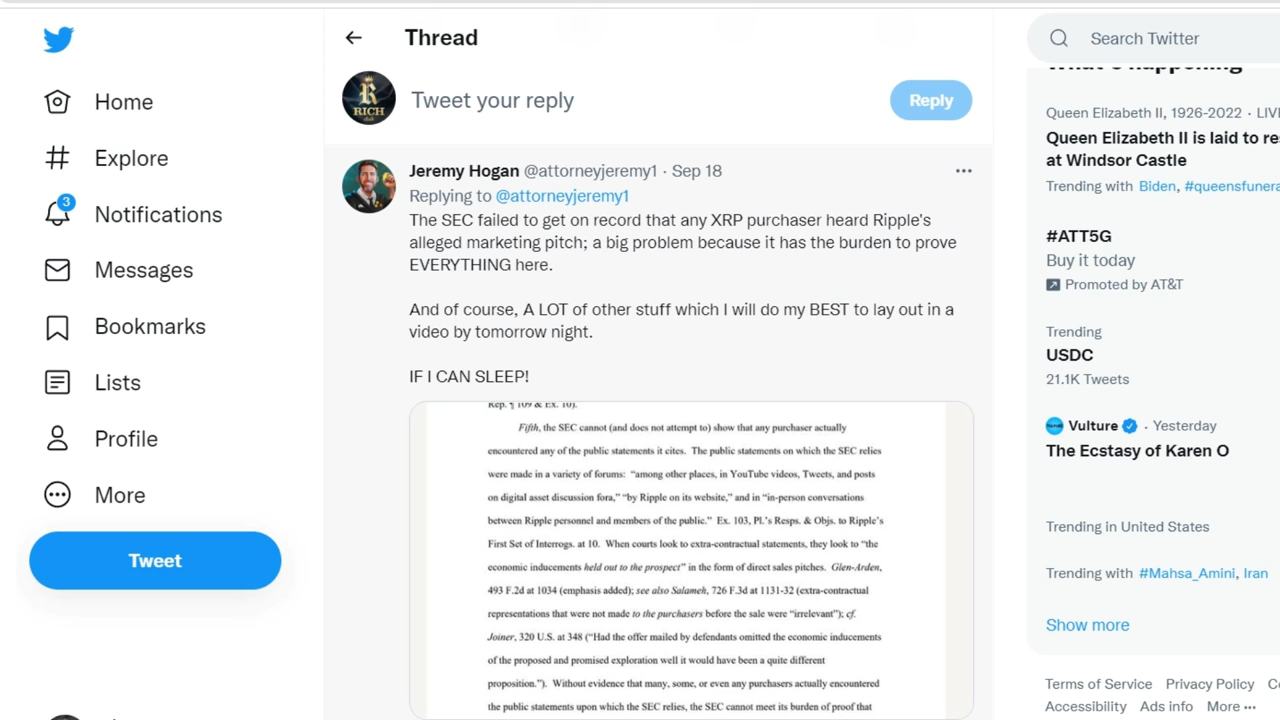 Home
Explore
3
Notifications
Messages
Bookmarks
Lists
Profile
More
Tweet
Thread
R
RICH
club
Tweet your reply
Reply
Jeremy Hogan @attorneyjeremy1 · Sep 18
Replying to @attorneyjeremy1
The SEC failed to get on record that any XRP purchaser heard Ripple's
alleged marketing pitch; a big problem because it has the burden to prove
EVERYTHING here.
And of course, A LOT of other stuff which I will do my BEST to lay out in a
video by tomorrow night.
IF I CAN SLEEP!
Rep. ¶ 109 & Ex. 10).
Fifth, the SEC cannot (and does not attempt to) show that any purchaser actually
encountered any of the public statements it cites. The public statements on which the SEC relies
were made in a variety of forums: “among other places, in YouTube videos, Tweets, and posts
on digital asset discussion fora,” “by Ripple on its website,” and in “in-person conversations
between Ripple personnel and members of the public.” Ex. 103, Pl.’s Resps. & Objs. to Ripple’s
First Set of Interrogs. at 10. When courts look to extra-contractual statements, they look to “the
economic inducements held out to the prospect” in the form of direct sales pitches. Glen-Arden,
493 F.2d at 1034 (emphasis added); see also Salameh, 726 F.3d at 1131-32 (extra-contractual
representations that were not made to the purchasers before the sale were “irrelevant”); cf.
Joiner, 320 U.S. at 348 (“Had the offer mailed by defendants omitted the economic inducements
of the proposed and promised exploration well it would have been a quite different
proposition.”). Without evidence that many, some, or even any purchasers actually encountered
the public statements upon which the SEC relies, the SEC cannot meet its burden of proof that
Search Twitter
What's happening
Queen Elizabeth II, 1926-2022 · LIV
Queen Elizabeth II is laid to re
at Windsor Castle
Trending with Biden, #queensfunera
#ATT5G
Buy it today
Promoted by AT&T
Trending
USDC
21.1K Tweets
Vulture · Yesterday
The Ecstasy of Karen O
Trending in United States
Trending with #Mahsa_Amini, Iran
Show more
Terms of Service Privacy Policy C
Accessibility Ads info More ···